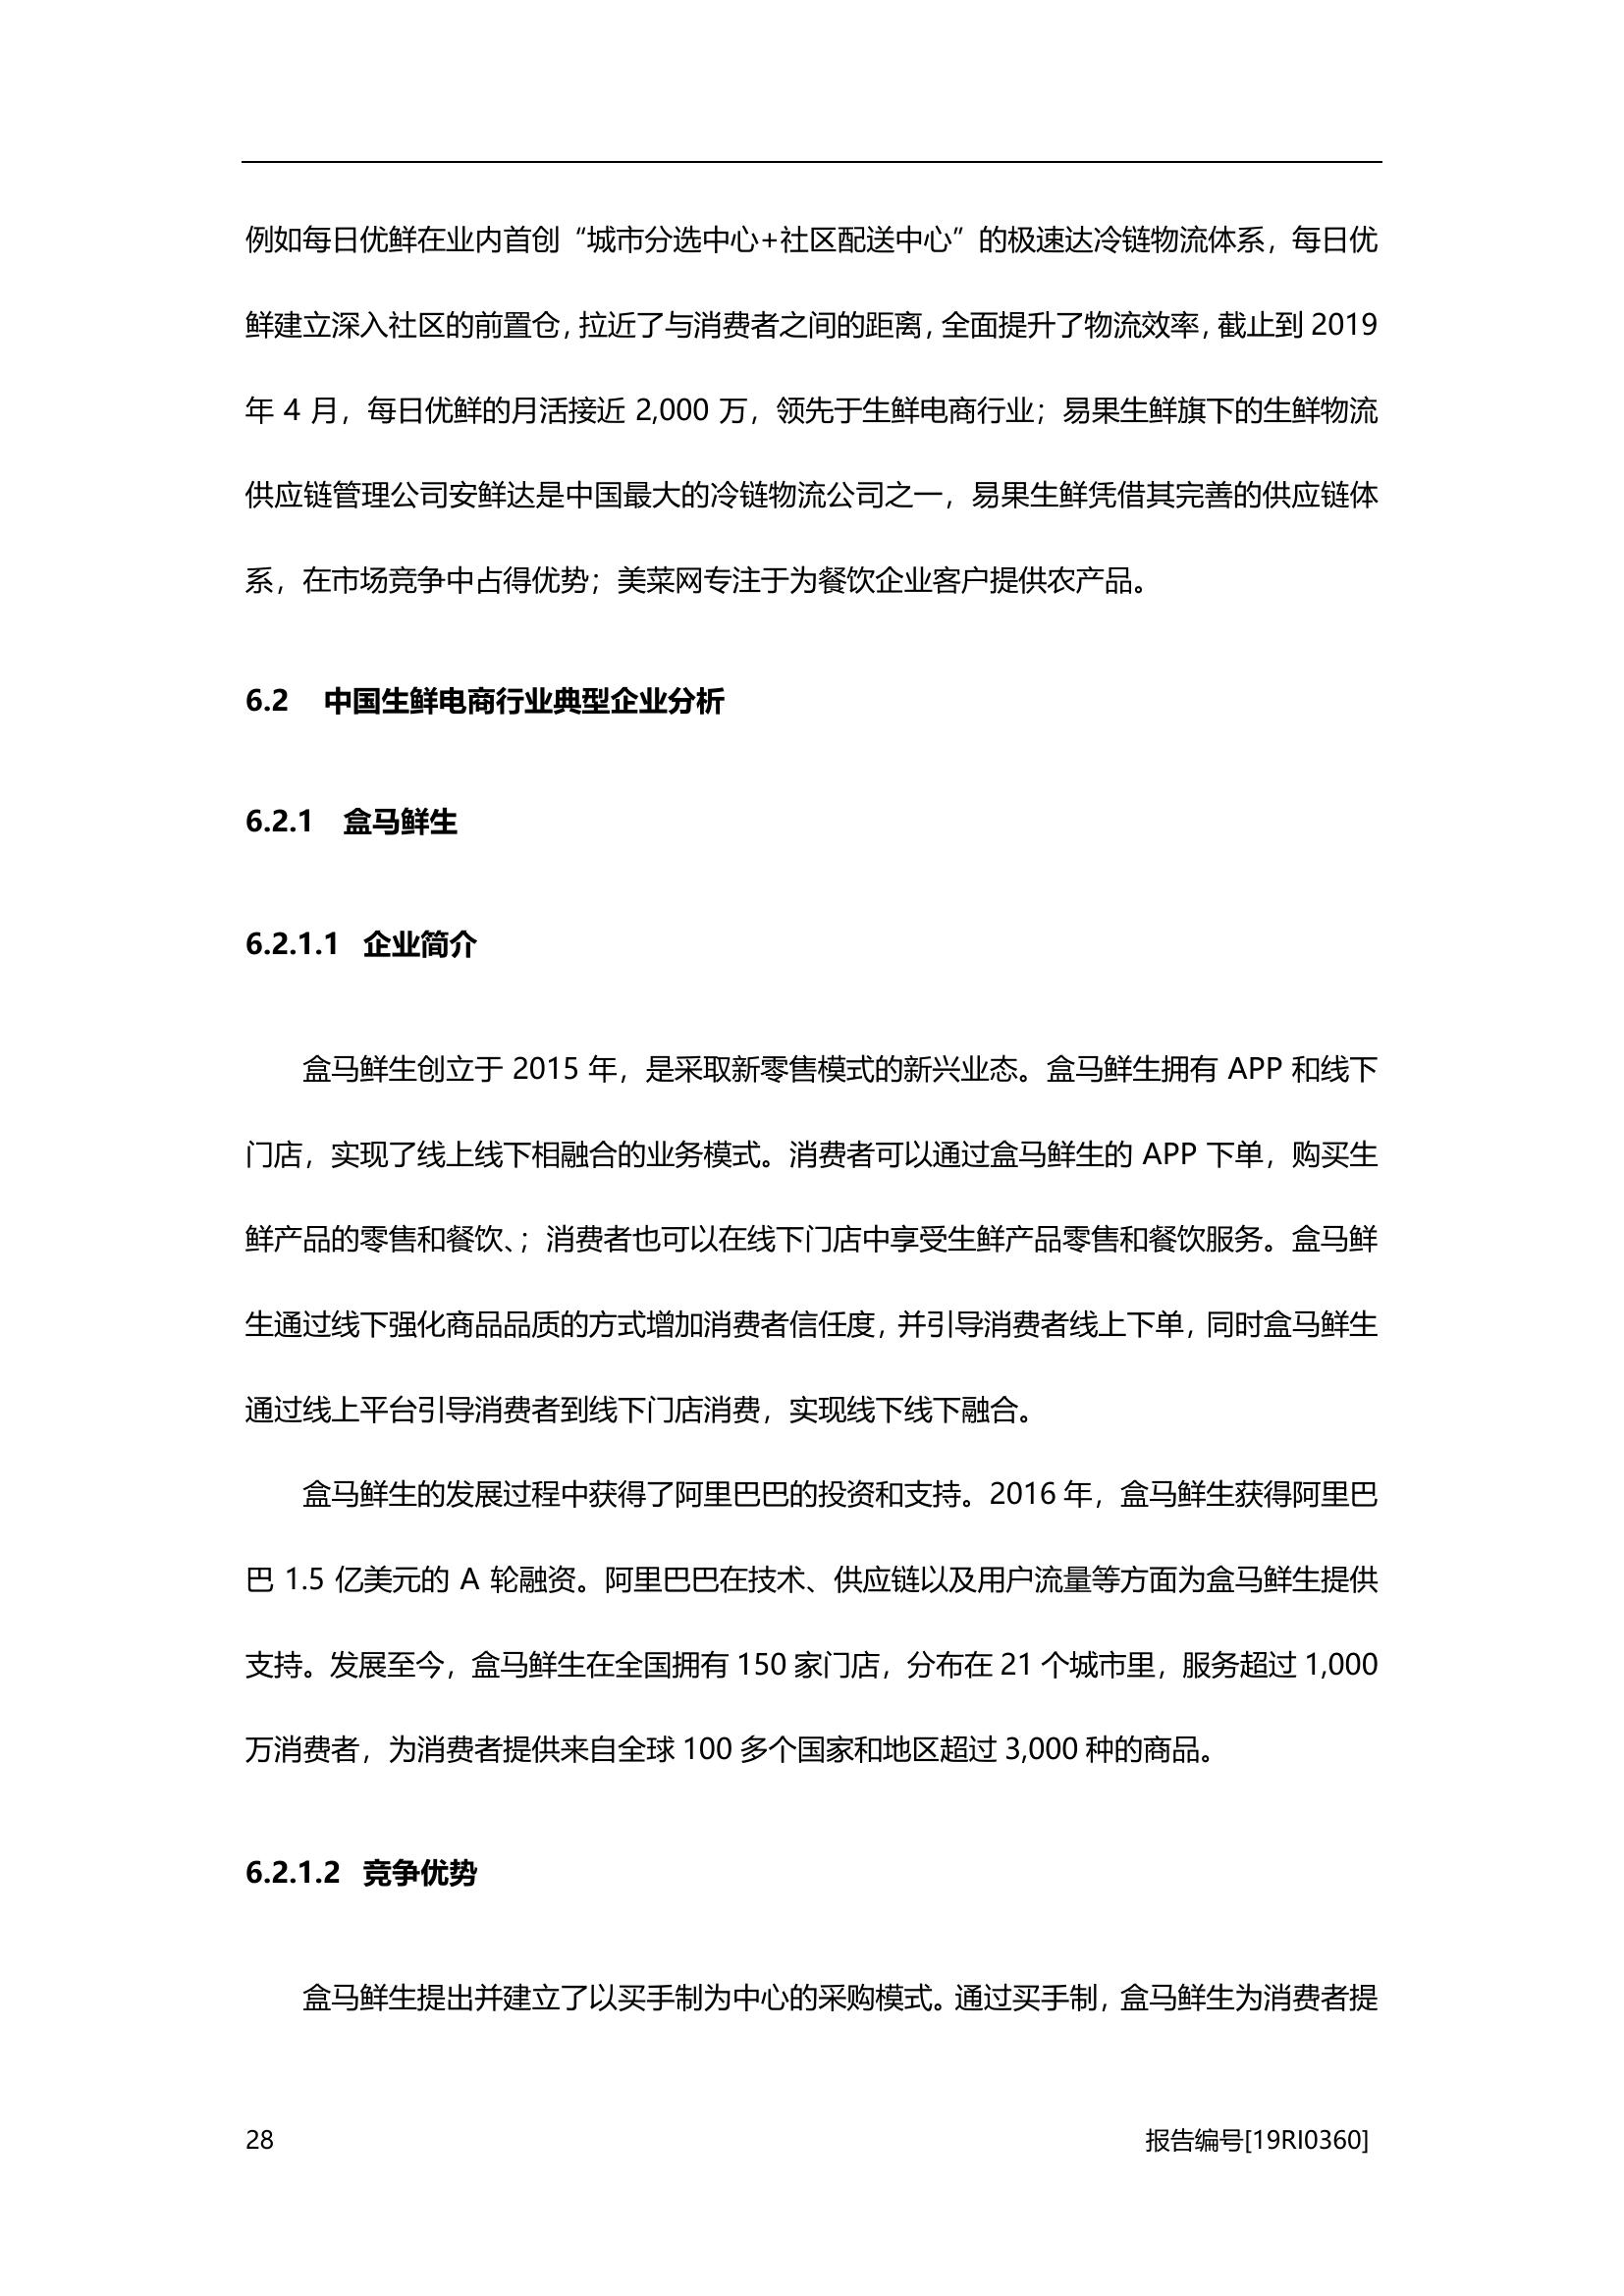 例如每日优鲜在业内首创“城市分选中心+社区配送中心”的极速达冷链物流体系，每日优
鲜建立深入社区的前置仓，拉近了与消费者之间的距离，全面提升了物流效率，截止到 2019
年 4 月，每日优鲜的月活接近 2,000 万，领先于生鲜电商行业；易果生鲜旗下的生鲜物流
供应链管理公司安鲜达是中国最大的冷链物流公司之一，易果生鲜凭借其完善的供应链体
系，在市场竞争中占得优势；美菜网专注于为餐饮企业客户提供农产品。
6.2 中国生鲜电商行业典型企业分析
6.2.1 盒马鲜生
6.2.1.1 企业简介
盒马鲜生创立于 2015 年，是采取新零售模式的新兴业态。盒马鲜生拥有 APP 和线下
门店，实现了线上线下相融合的业务模式。消费者可以通过盒马鲜生的 APP 下单，购买生
鲜产品的零售和餐饮、；消费者也可以在线下门店中享受生鲜产品零售和餐饮服务。盒马鲜
生通过线下强化商品品质的方式增加消费者信任度，并引导消费者线上下单，同时盒马鲜生
通过线上平台引导消费者到线下门店消费，实现线下线下融合。
盒马鲜生的发展过程中获得了阿里巴巴的投资和支持。2016 年，盒马鲜生获得阿里巴
巴 1.5 亿美元的 A 轮融资。阿里巴巴在技术、供应链以及用户流量等方面为盒马鲜生提供
支持。发展至今，盒马鲜生在全国拥有 150 家门店，分布在 21 个城市里，服务超过 1,000
万消费者，为消费者提供来自全球 100 多个国家和地区超过 3,000 种的商品。
6.2.1.2 竞争优势
盒马鲜生提出并建立了以买手制为中心的采购模式。通过买手制，盒马鲜生为消费者提
28 报告编号[19RI0360]